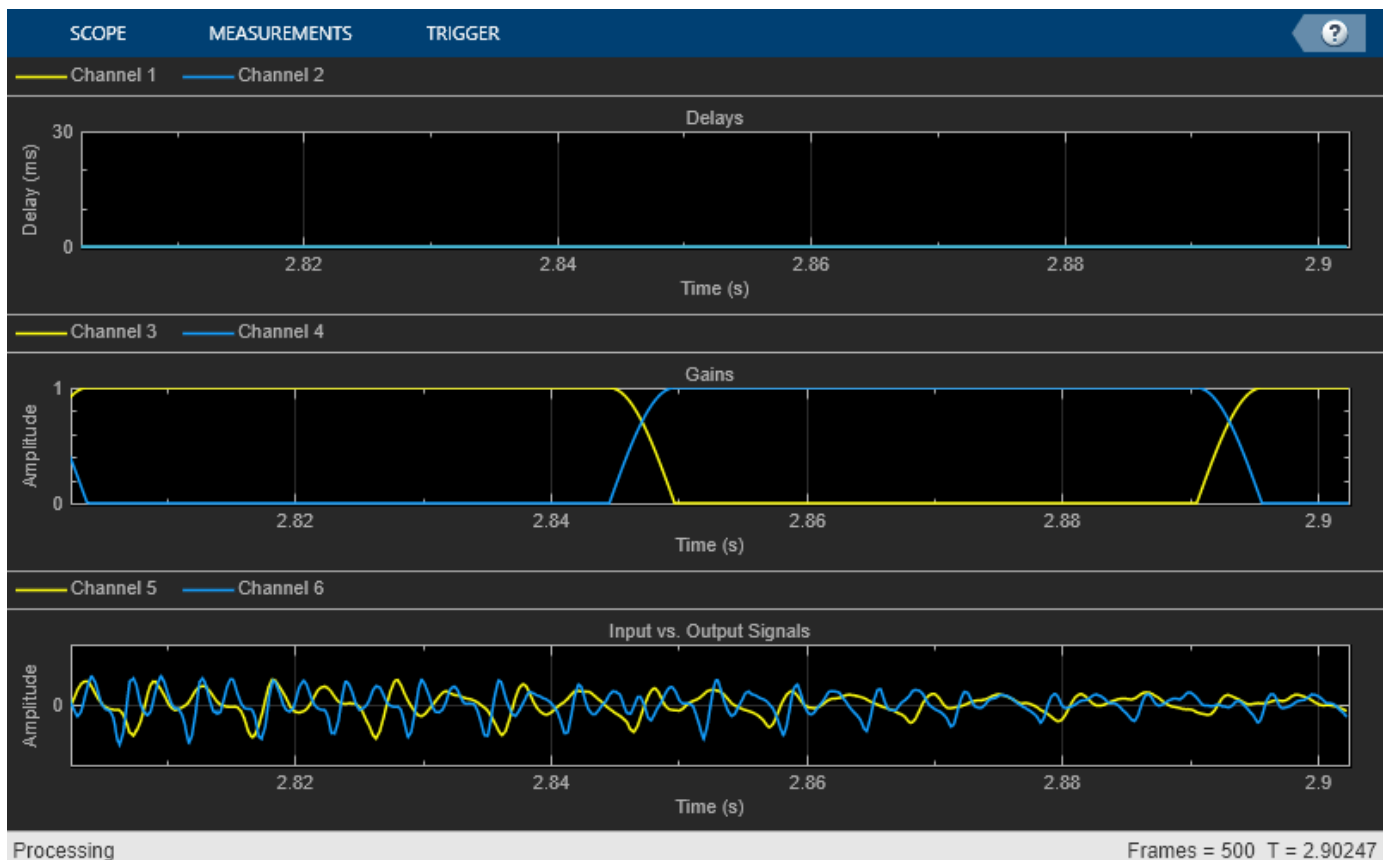 SCOPE MEASUREMENTS TRIGGER ?
Channel 1 Channel 2
Delays
Delay (ms)
30
0
2.82 2.84 2.86 2.88 2.9
Time (s)
Channel 3 Channel 4
Gains
Amplitude
1
0
2.82 2.84 2.86 2.88 2.9
Time (s)
Channel 5 Channel 6
Input vs. Output Signals
Amplitude
0
2.82 2.84 2.86 2.88 2.9
Time (s)
Processing Frames = 500 T = 2.90247